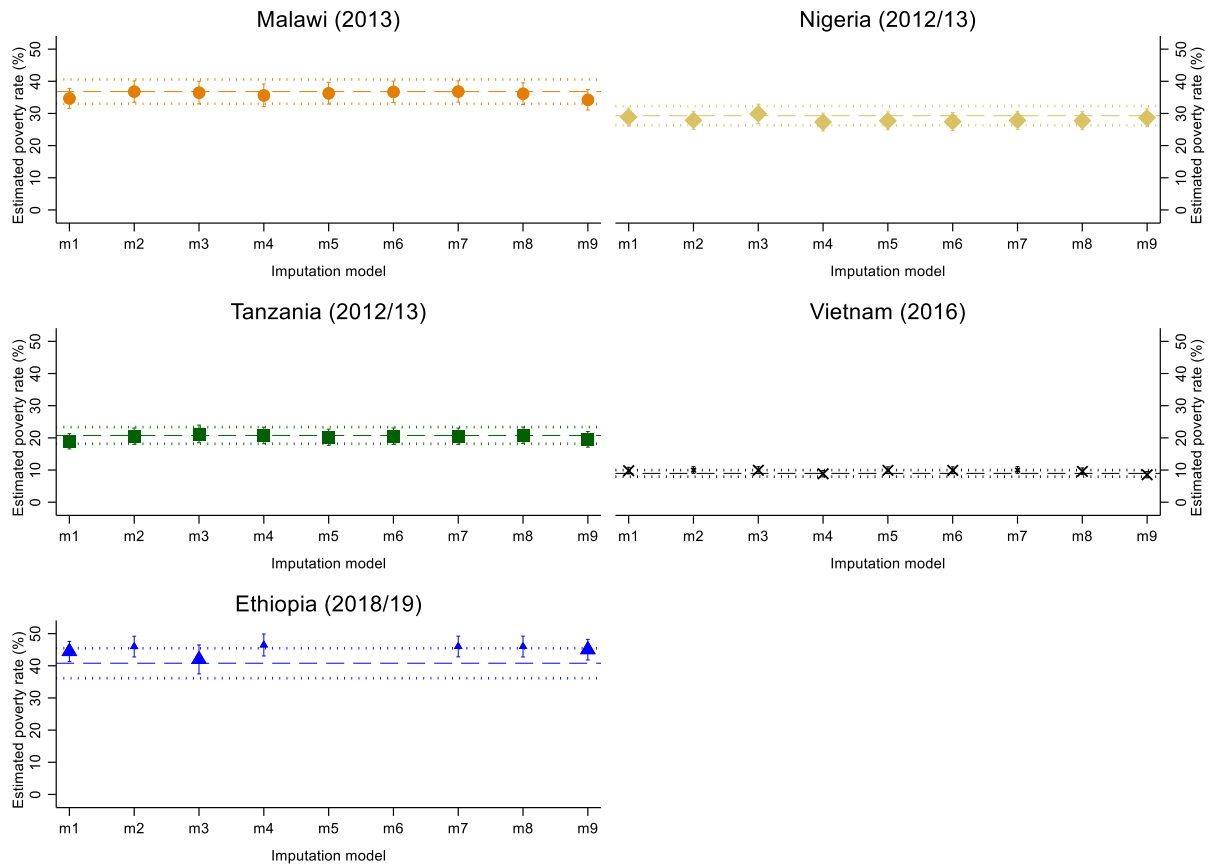 Malawi (2013)
Estimated poverty rate (%)
50
40
30
20
10
0
m1 m2 m3 m4 m5 m6 m7 m8 m9
Imputation model
Nigeria (2012/13)
Estimated poverty rate (%)
50
40
30
20
10
0
m1 m2 m3 m4 m5 m6 m7 m8 m9
Imputation model
Tanzania (2012/13)
Estimated poverty rate (%)
50
40
30
20
10
0
m1 m2 m3 m4 m5 m6 m7 m8 m9
Imputation model
Vietnam (2016)
Estimated poverty rate (%)
50
40
30
20
10
0
m1 m2 m3 m4 m5 m6 m7 m8 m9
Imputation model
Ethiopia (2018/19)
Estimated poverty rate (%)
50
40
30
20
10
0
m1 m2 m3 m4 m5 m6 m7 m8 m9
Imputation model